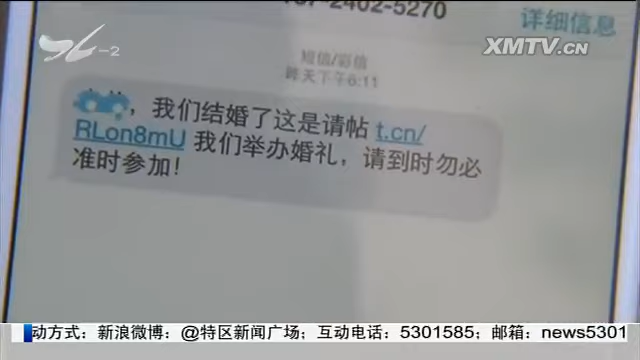 2402-5270
详细信息
XMTV.CN
-2
短信/彩信
昨天下午6:11
，我们结婚了这是请帖 t.cn/
RLon8mU 我们举办婚礼，请到时勿必
准时参加！
动方式：新浪微博：@特区新闻广场；互动电话：5301585；邮箱：news5301